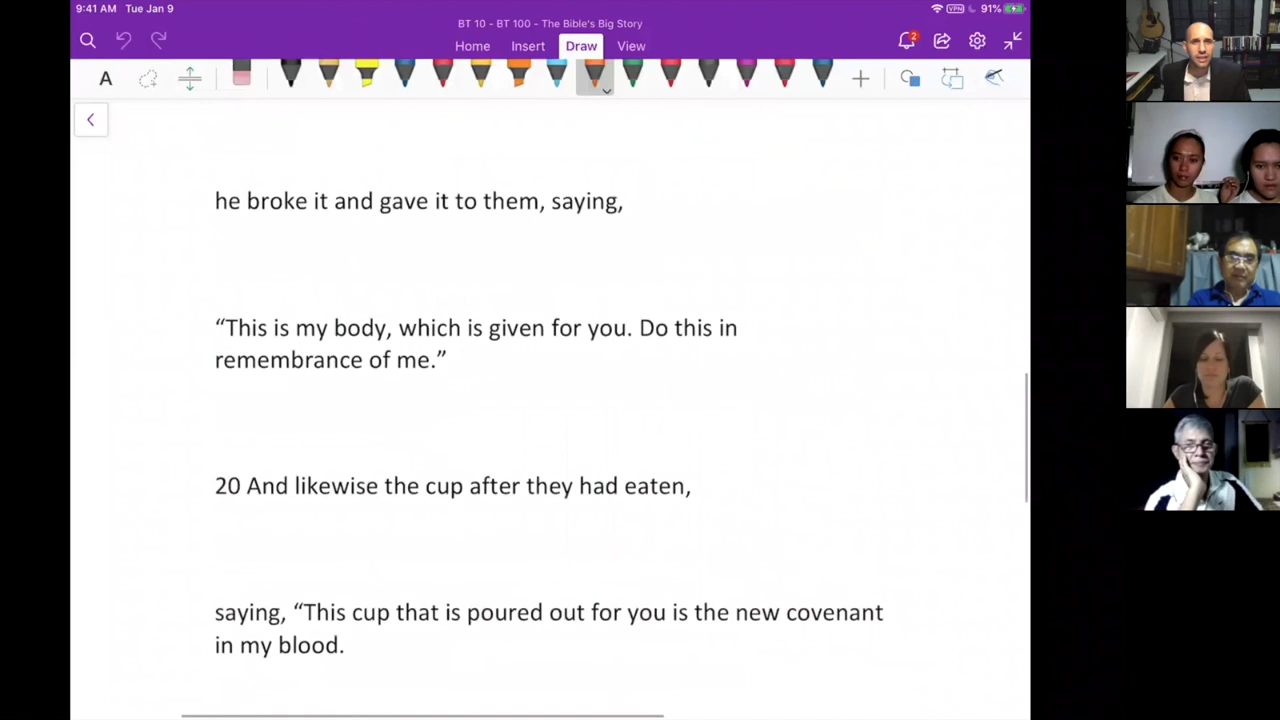 9:41 AM Tue Jan 9
VPN 91%
BT 10 - BT 100 - The Bible's Big Story
2
Home Insert Draw View
A
he broke it and gave it to them, saying,
“This is my body, which is given for you. Do this in
remembrance of me.”
20 And likewise the cup after they had eaten,
saying, “This cup that is poured out for you is the new covenant
in my blood.